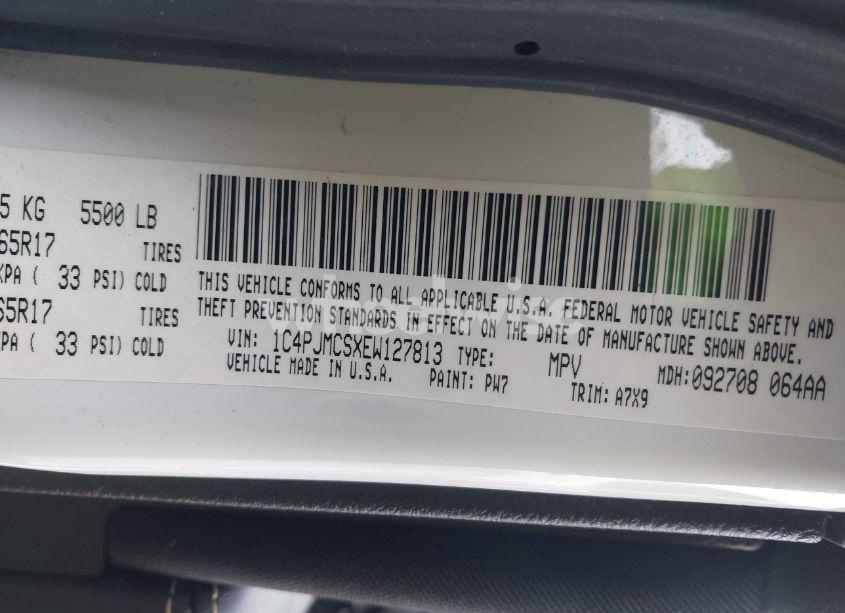 5 KG 5500 LB
65R17 TIRES
KPA ( 33 PSI) COLD
65R17 TIRES
PA ( 33 PSI) COLD
THIS VEHICLE CONFORMS TO ALL APPLICABLE U.S.A. FEDERAL MOTOR VEHICLE SAFETY AND
THEFT PREVENTION STANDARDS IN EFFECT ON THE DATE OF MANUFACTURE SHOWN ABOVE.
VIN: 1C4PJMCSXEW127813 TYPE: MPV MDH:092708 064AA
VEHICLE MADE IN U.S.A. PAINT: PW7 TRIM: A7X9